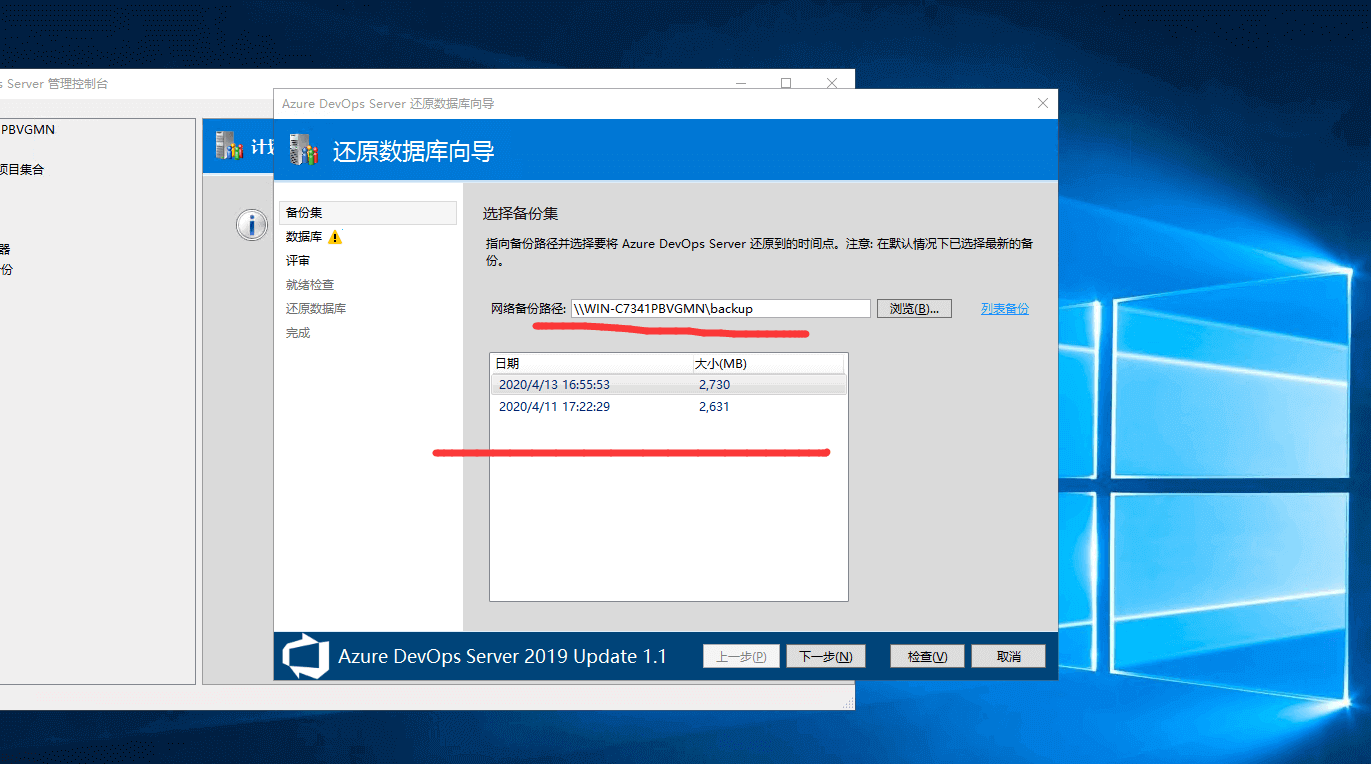 s Server 管理控制台
Azure DevOps Server 还原数据库向导
PBVGMN
项目集合
器
份
计划
还原数据库向导
备份集
数据库
评审
就绪检查
还原数据库
完成
选择备份集
指向备份路径并选择要将 Azure DevOps Server 还原到的时间点。注意: 在默认情况下已选择最新的备
份。
网络备份路径: \\WIN-C7341PBVGMN\backup 浏览(B)... 列表备份
日期 大小(MB)
2020/4/13 16:55:53 2,730
2020/4/11 17:22:29 2,631
Azure DevOps Server 2019 Update 1.1 上一步(P) 下一步(N) 检查(V) 取消